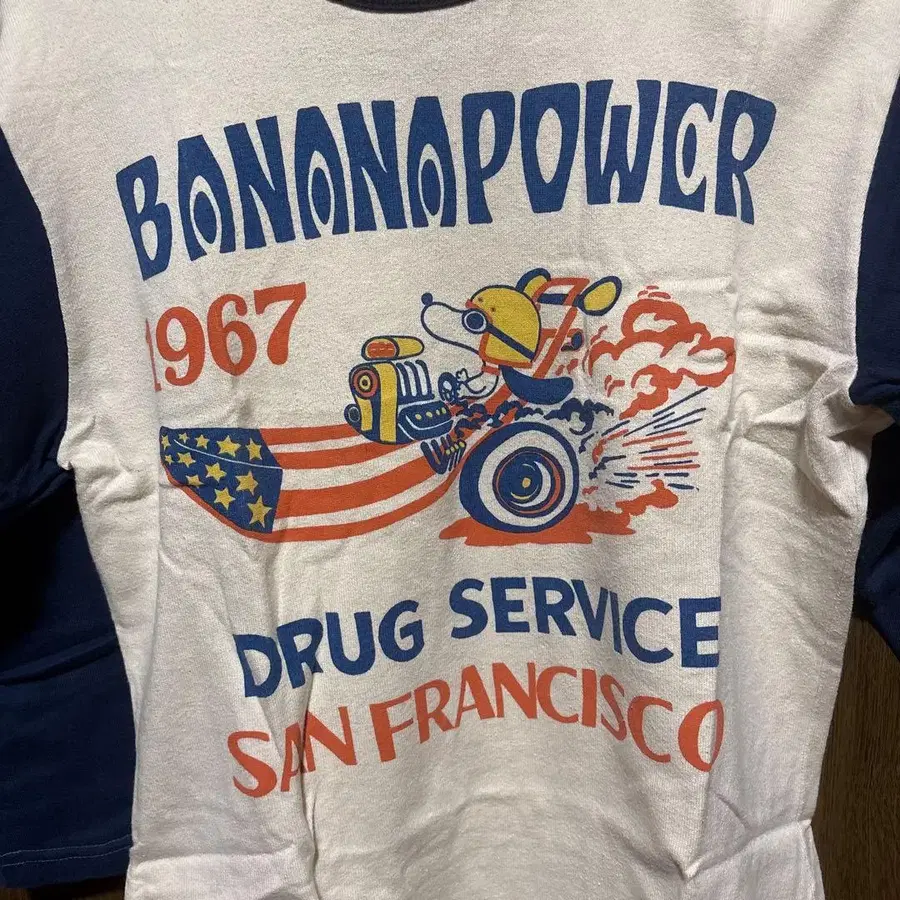 BANANAPOWER
1967
DRUG SERVICE
SAN FRANCISCO